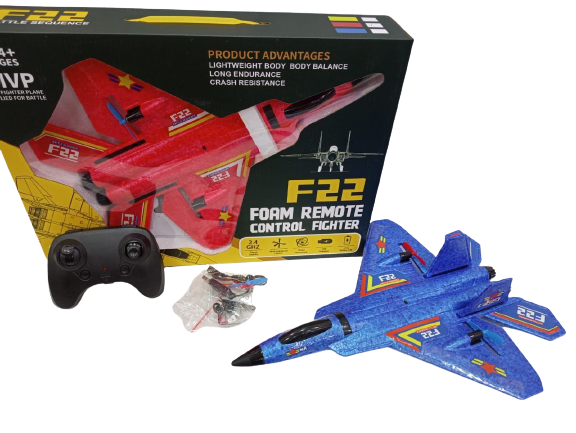 F22
TTLE SEQUENCE
4+
GES
MVP
FIGHTER PLANE
LIED FOR BATTLE
PRODUCT ADVANTAGES
LIGHTWEIGHT BODY BODY BALANCE
LONG ENDURANCE
CRASH RESISTANCE
F22
F22
F22
F22
FOAM REMOTE
CONTROL FIGHTER
2.4
GHZ
F22
F22